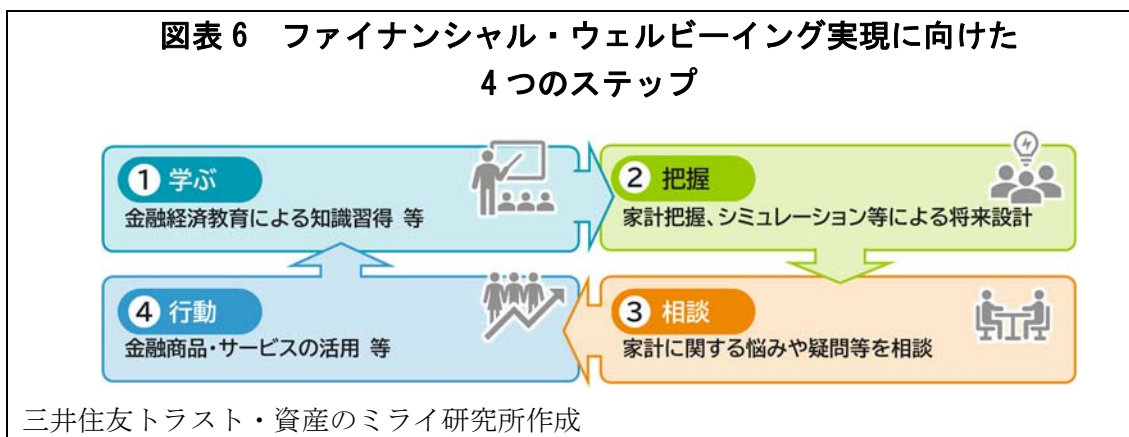 図表6 ファイナンシャル・ウェルビーイング実現に向けた
4つのステップ
1 学ぶ
金融経済教育による知識習得 等
2 把握
家計把握、シミュレーション等による将来設計
3 相談
家計に関する悩みや疑問等を相談
4 行動
金融商品・サービスの活用 等
三井住友トラスト・資産のミライ研究所作成